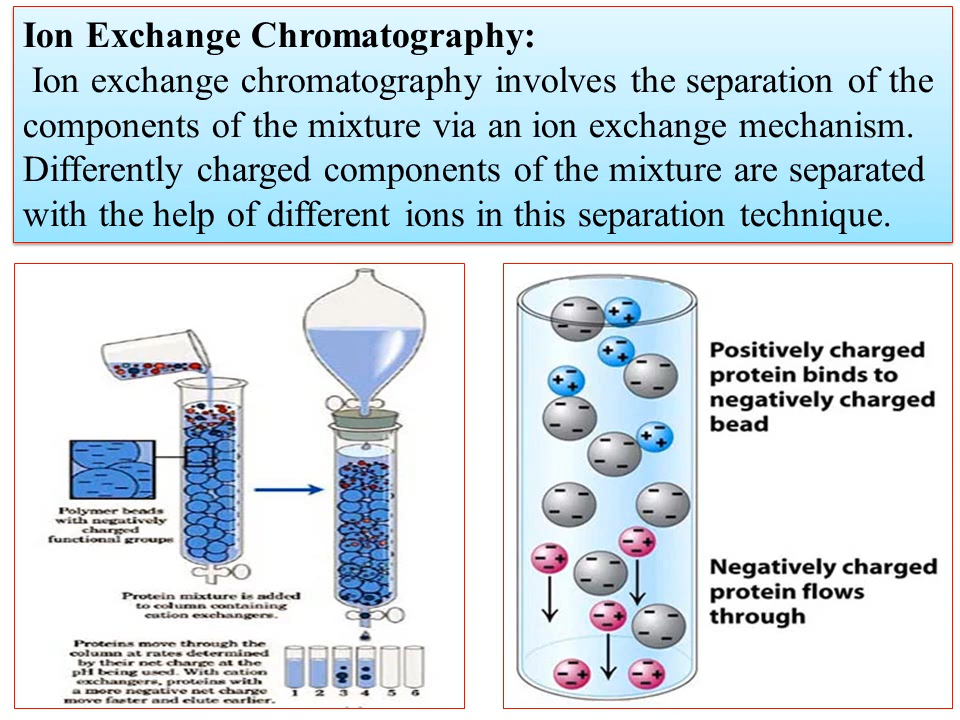 Ion Exchange Chromatography:
Ion exchange chromatography involves the separation of the
components of the mixture via an ion exchange mechanism.
Differently charged components of the mixture are separated
with the help of different ions in this separation technique.
Polymer beads
with negatively
charged
functional groups
Protein mixture is added
to column containing
cation exchangers.
Proteins move through the
column at rates determined
by their net charge at the
pH being used. With cation
exchangers, proteins with
a more negative net charge
move faster and elute earlier.
1 2 3 4 5 6
Positively charged
protein binds to
negatively charged
bead
Negatively charged
protein flows
through